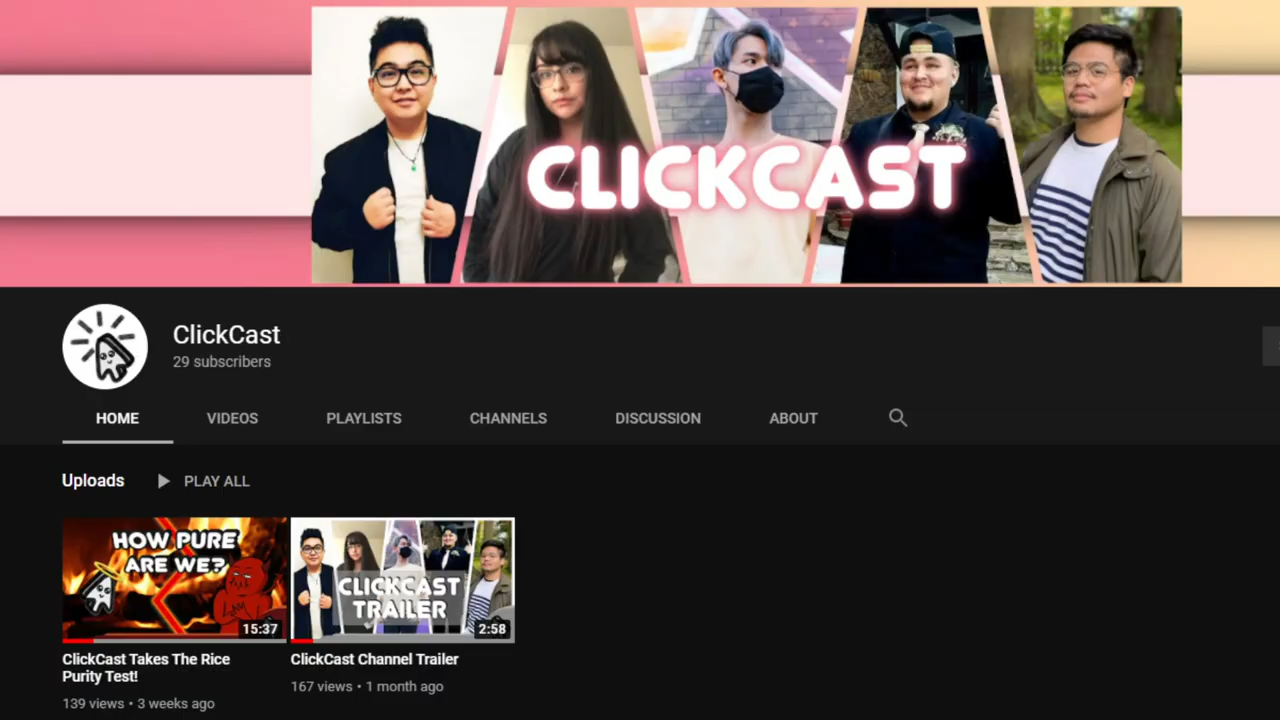 CLICKCAST
ClickCast
29 subscribers
HOME VIDEOS PLAYLISTS CHANNELS DISCUSSION ABOUT
Uploads PLAY ALL
HOW PURE
ARE WE?
15:37
CLICKCAST
TRAILER
2:58
ClickCast Takes The Rice
Purity Test!
139 views • 3 weeks ago
ClickCast Channel Trailer
167 views • 1 month ago